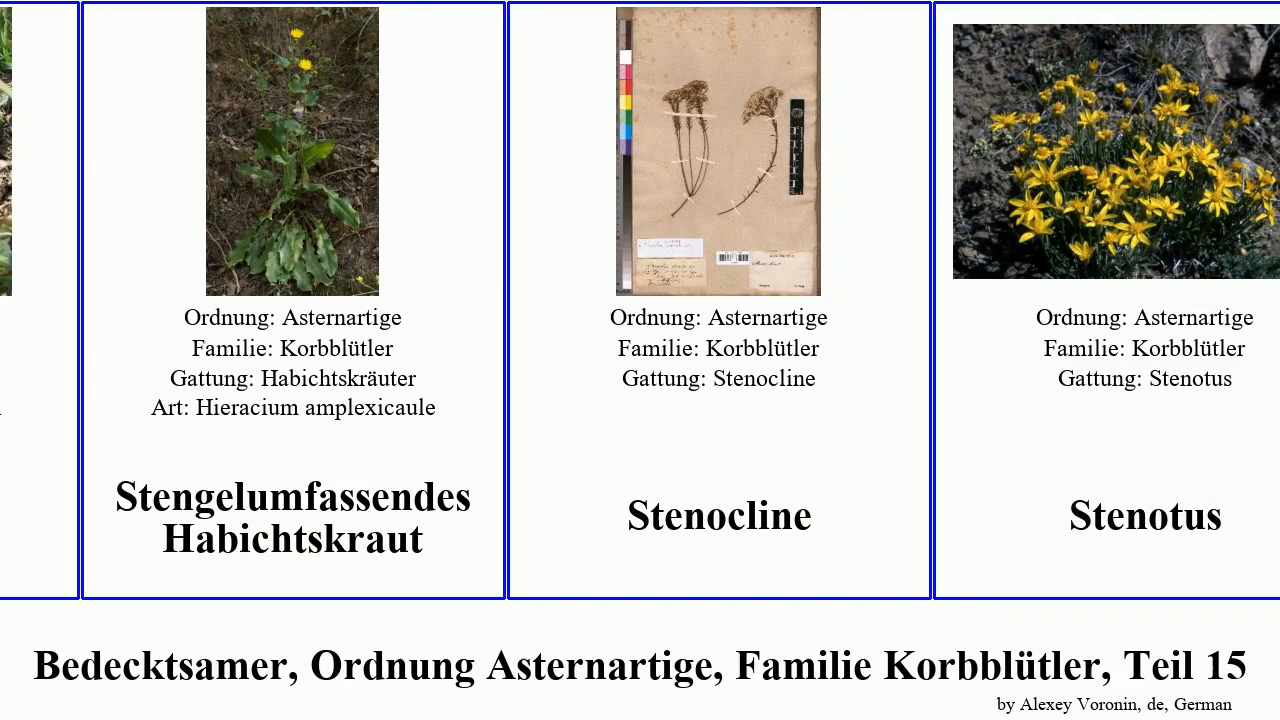 Ordnung: Asternartige
Familie: Korbblütler
Gattung: Habichtskräuter
Art: Hieracium amplexicaule
Stengelumfassendes
Habichtskraut
Ordnung: Asternartige
Familie: Korbblütler
Gattung: Stenocline
Stenocline
Ordnung: Asternartige
Familie: Korbblütler
Gattung: Stenotus
Stenotus
Bedecktsamer, Ordnung Asternartige, Familie Korbblütler, Teil 15
by Alexey Voronin, de, German